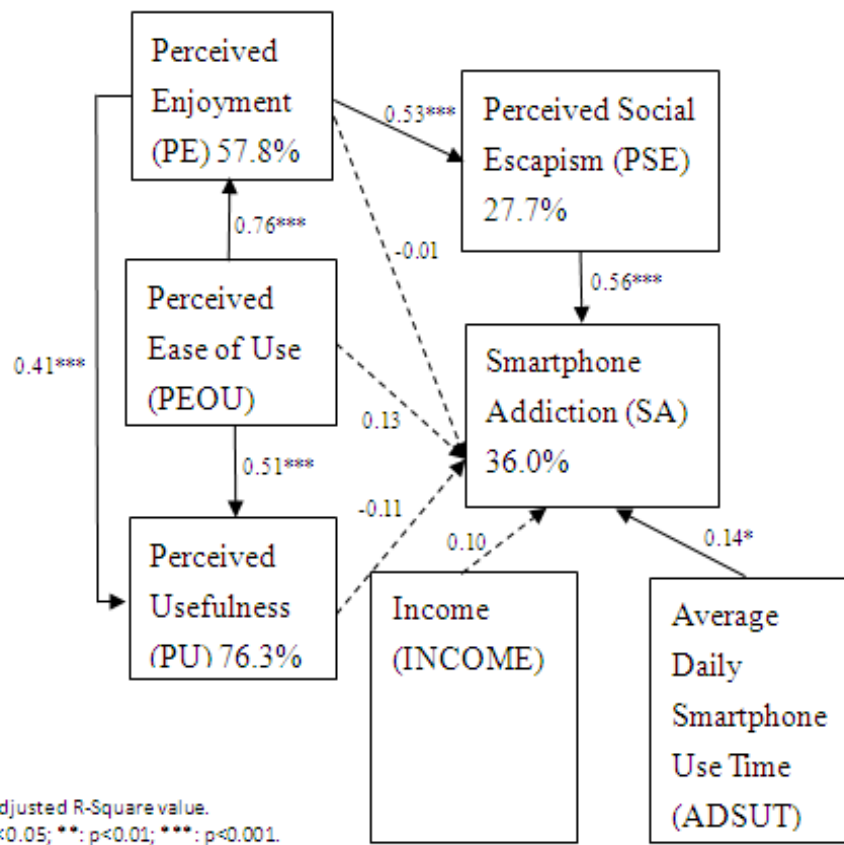 Perceived
Enjoyment
(PE) 57.8%
0.53***
Perceived Social
Escapism (PSE)
27.7%
0.76***
-0.01
0.56***
Perceived
Ease of Use
(PEOU)
0.41***
0.13
Smartphone
Addiction (SA)
36.0%
0.51***
-0.11
0.10
0.14*
Perceived
Usefulness
(PU) 76.3%
Income
(INCOME)
Average
Daily
Smartphone
Use Time
(ADSUT)
djusted R-Square value.
<0.05; **: p<0.01; ***: p<0.001.